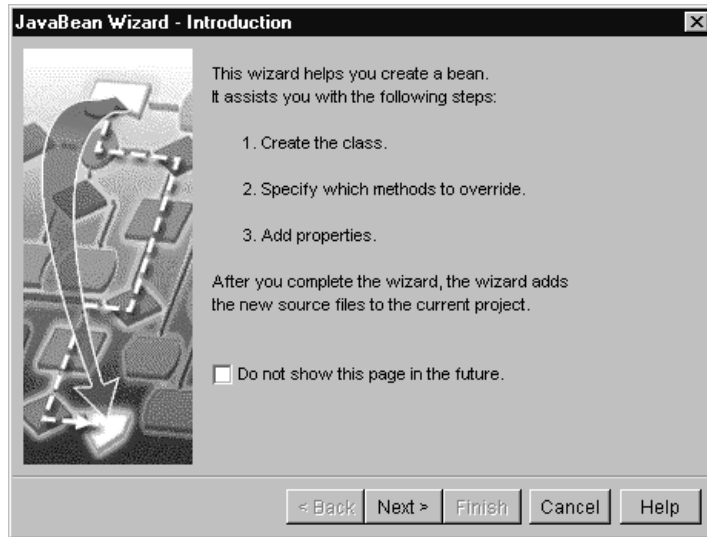 JavaBean Wizard - Introduction
This wizard helps you create a bean.
It assists you with the following steps:
1. Create the class.
2. Specify which methods to override.
3. Add properties.
After you complete the wizard, the wizard adds
the new source files to the current project.
Do not show this page in the future.
< Back Next > Finish Cancel Help